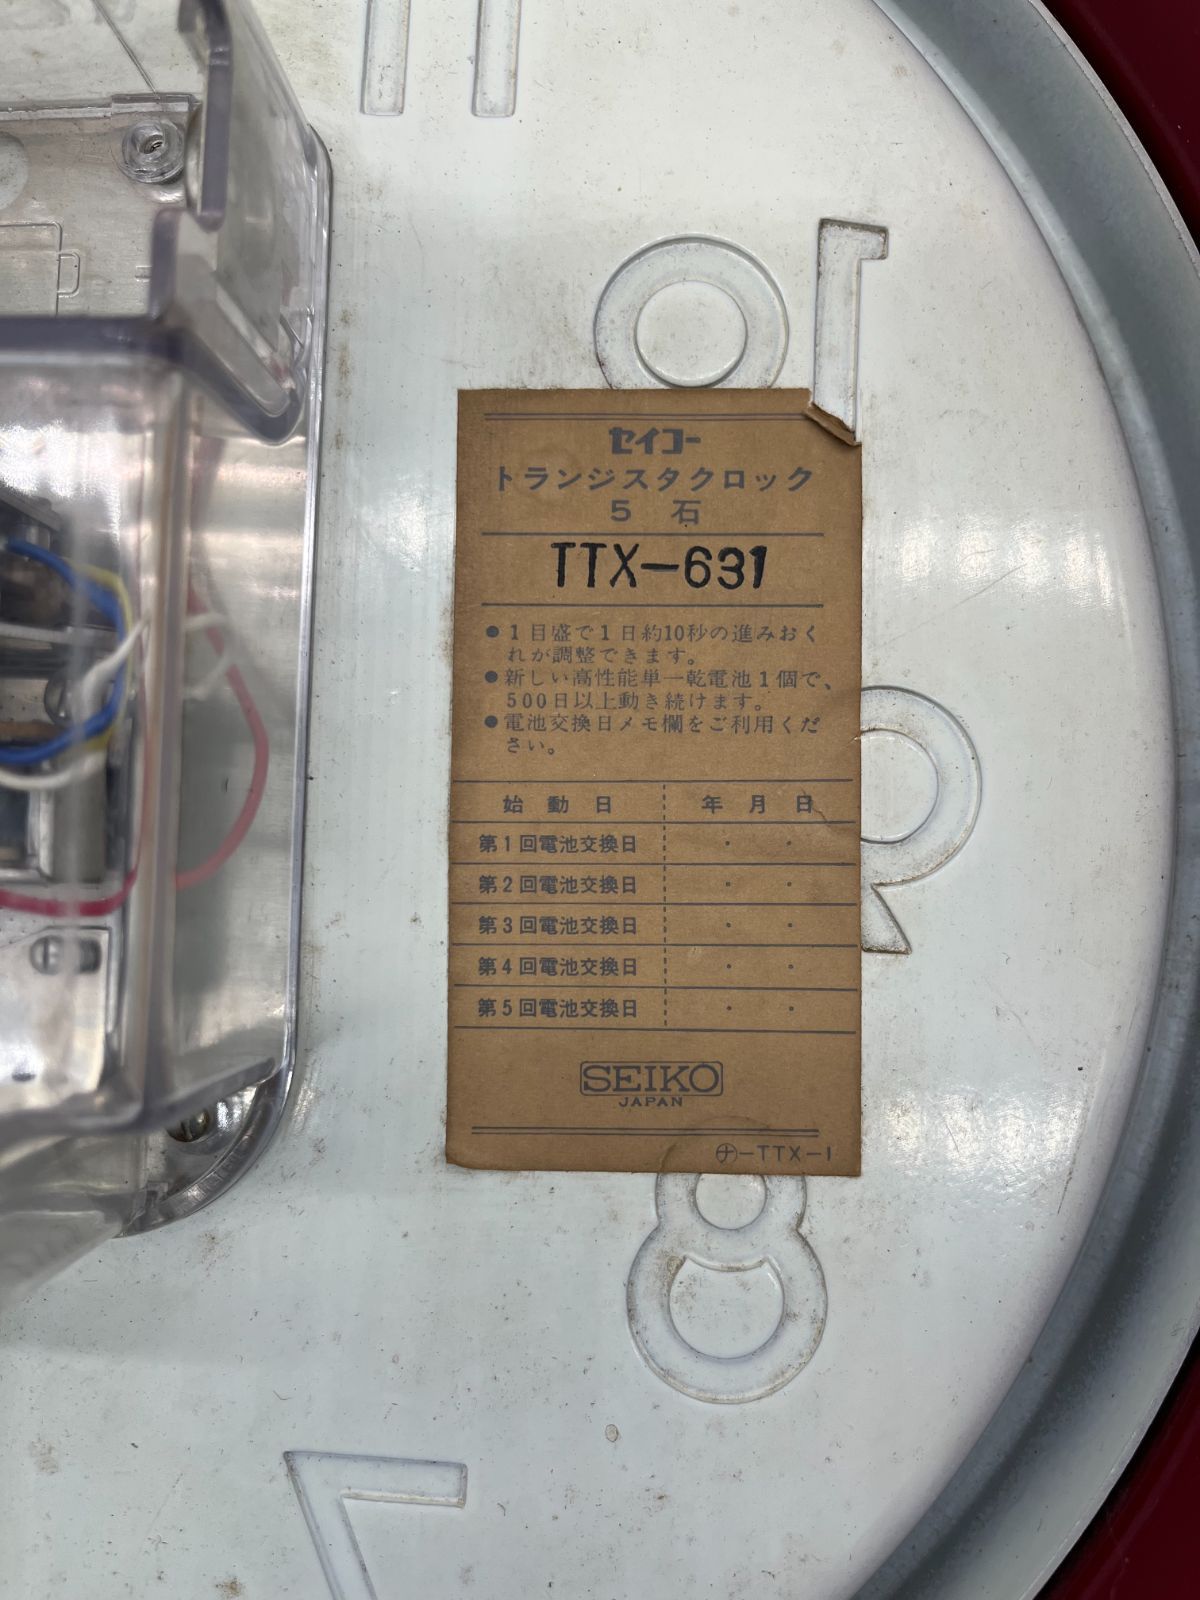 11
10
セイコー
トランジスタクロック
5 石
TTX-631
● 1目盛で1日約10秒の進みおく
れが調整できます。
● 新しい高性能単一乾電池1個で、
500日以上動き続けます。
● 電池交換日メモ欄をご利用くだ
さい。
始 動 日 年 月 日
第1回電池交換日 ・ ・
第2回電池交換日 ・ ・
第3回電池交換日 ・ ・
第4回電池交換日 ・ ・
第5回電池交換日 ・ ・
SEIKO
JAPAN
㋤-TTX-1
9
8
7